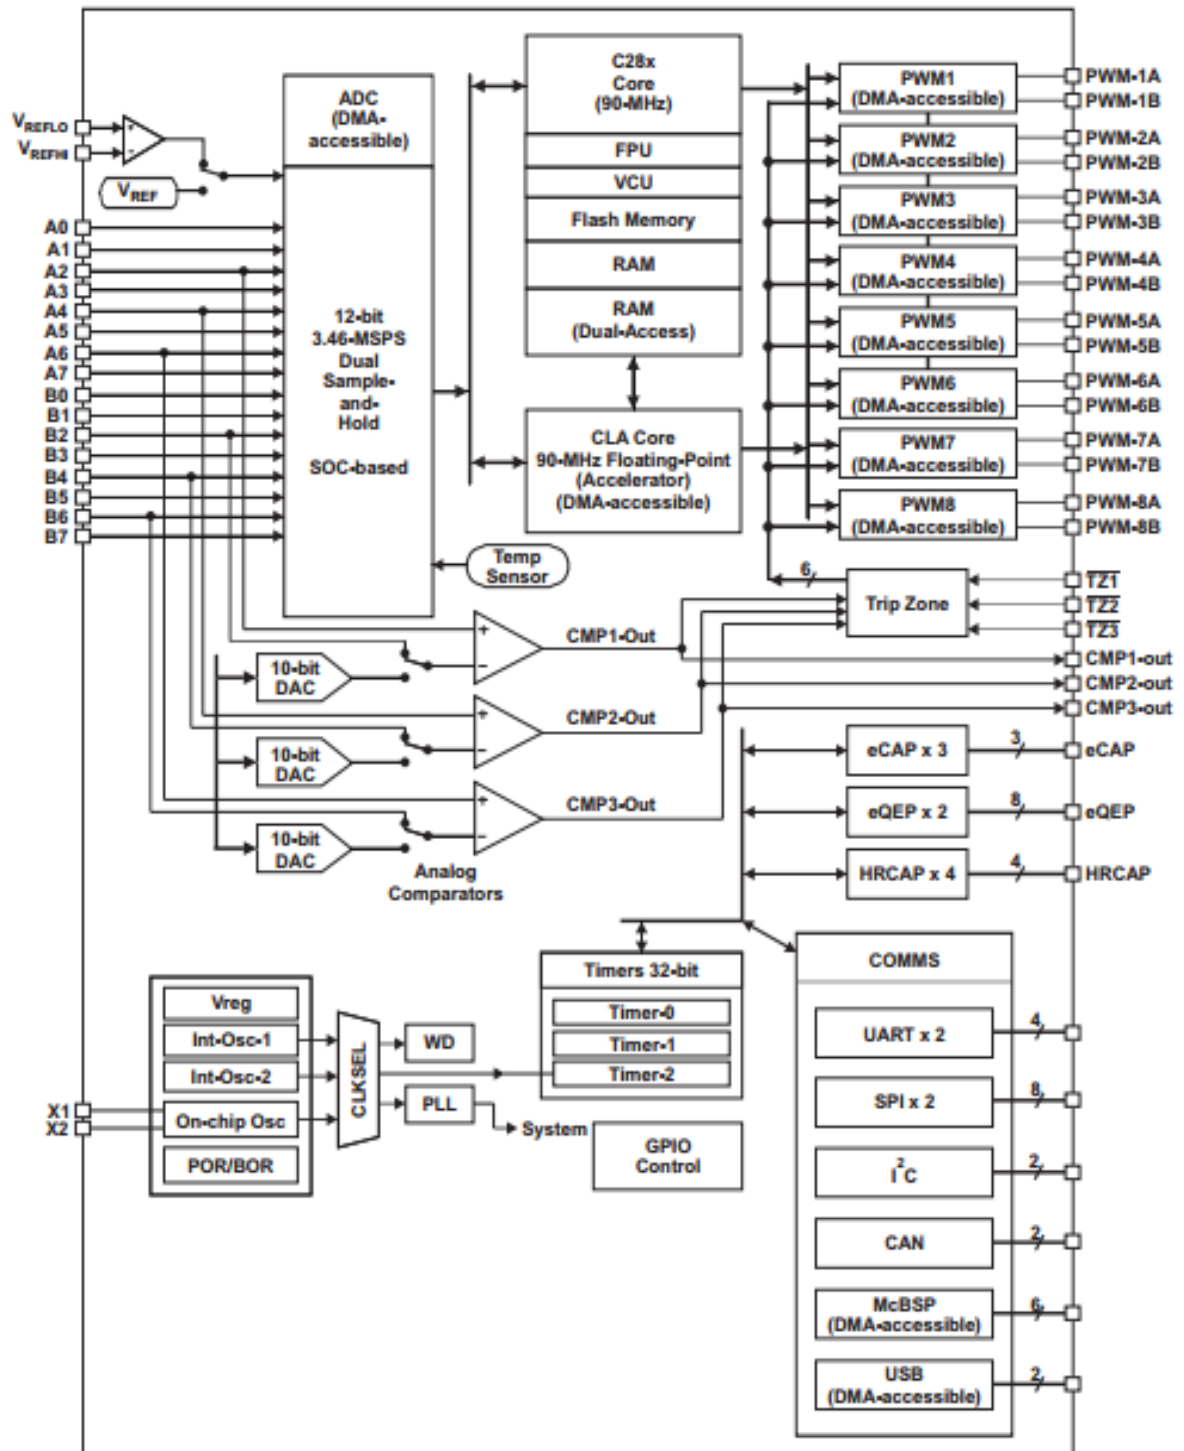 V_REFLO
V_REFHI
+
-
V_REF
A0
A1
A2
A3
A4
A5
A6
A7
B0
B1
B2
B3
B4
B5
B6
B7
ADC
(DMA-
accessible)
12-bit
3.46-MSPS
Dual
Sample-
and-
Hold
SOC-based
Temp
Sensor
C28x
Core
(90-MHz)
FPU
VCU
Flash Memory
RAM
RAM
(Dual-Access)
CLA Core
90-MHz Floating-Point
(Accelerator)
(DMA-accessible)
PWM1
(DMA-accessible)
PWM2
(DMA-accessible)
PWM3
(DMA-accessible)
PWM4
(DMA-accessible)
PWM5
(DMA-accessible)
PWM6
(DMA-accessible)
PWM7
(DMA-accessible)
PWM8
(DMA-accessible)
PWM-1A
PWM-1B
PWM-2A
PWM-2B
PWM-3A
PWM-3B
PWM-4A
PWM-4B
PWM-5A
PWM-5B
PWM-6A
PWM-6B
PWM-7A
PWM-7B
PWM-8A
PWM-8B
6
Trip Zone
TZ1
TZ2
TZ3
CMP1-out
CMP2-out
CMP3-out
10-bit
DAC
+
-
CMP1-Out
10-bit
DAC
+
-
CMP2-Out
10-bit
DAC
+
-
CMP3-Out
Analog
Comparators
eCAP x 3
3
eCAP
eQEP x 2
8
eQEP
HRCAP x 4
4
HRCAP
Vreg
Int-Osc-1
Int-Osc-2
On-chip Osc
POR/BOR
X1
X2
CLKSEL
WD
PLL
System
Timers 32-bit
Timer-0
Timer-1
Timer-2
GPIO
Control
COMMS
UART x 2
4
SPI x 2
8
I²C
2
CAN
2
McBSP
(DMA-accessible)
6
USB
(DMA-accessible)
2